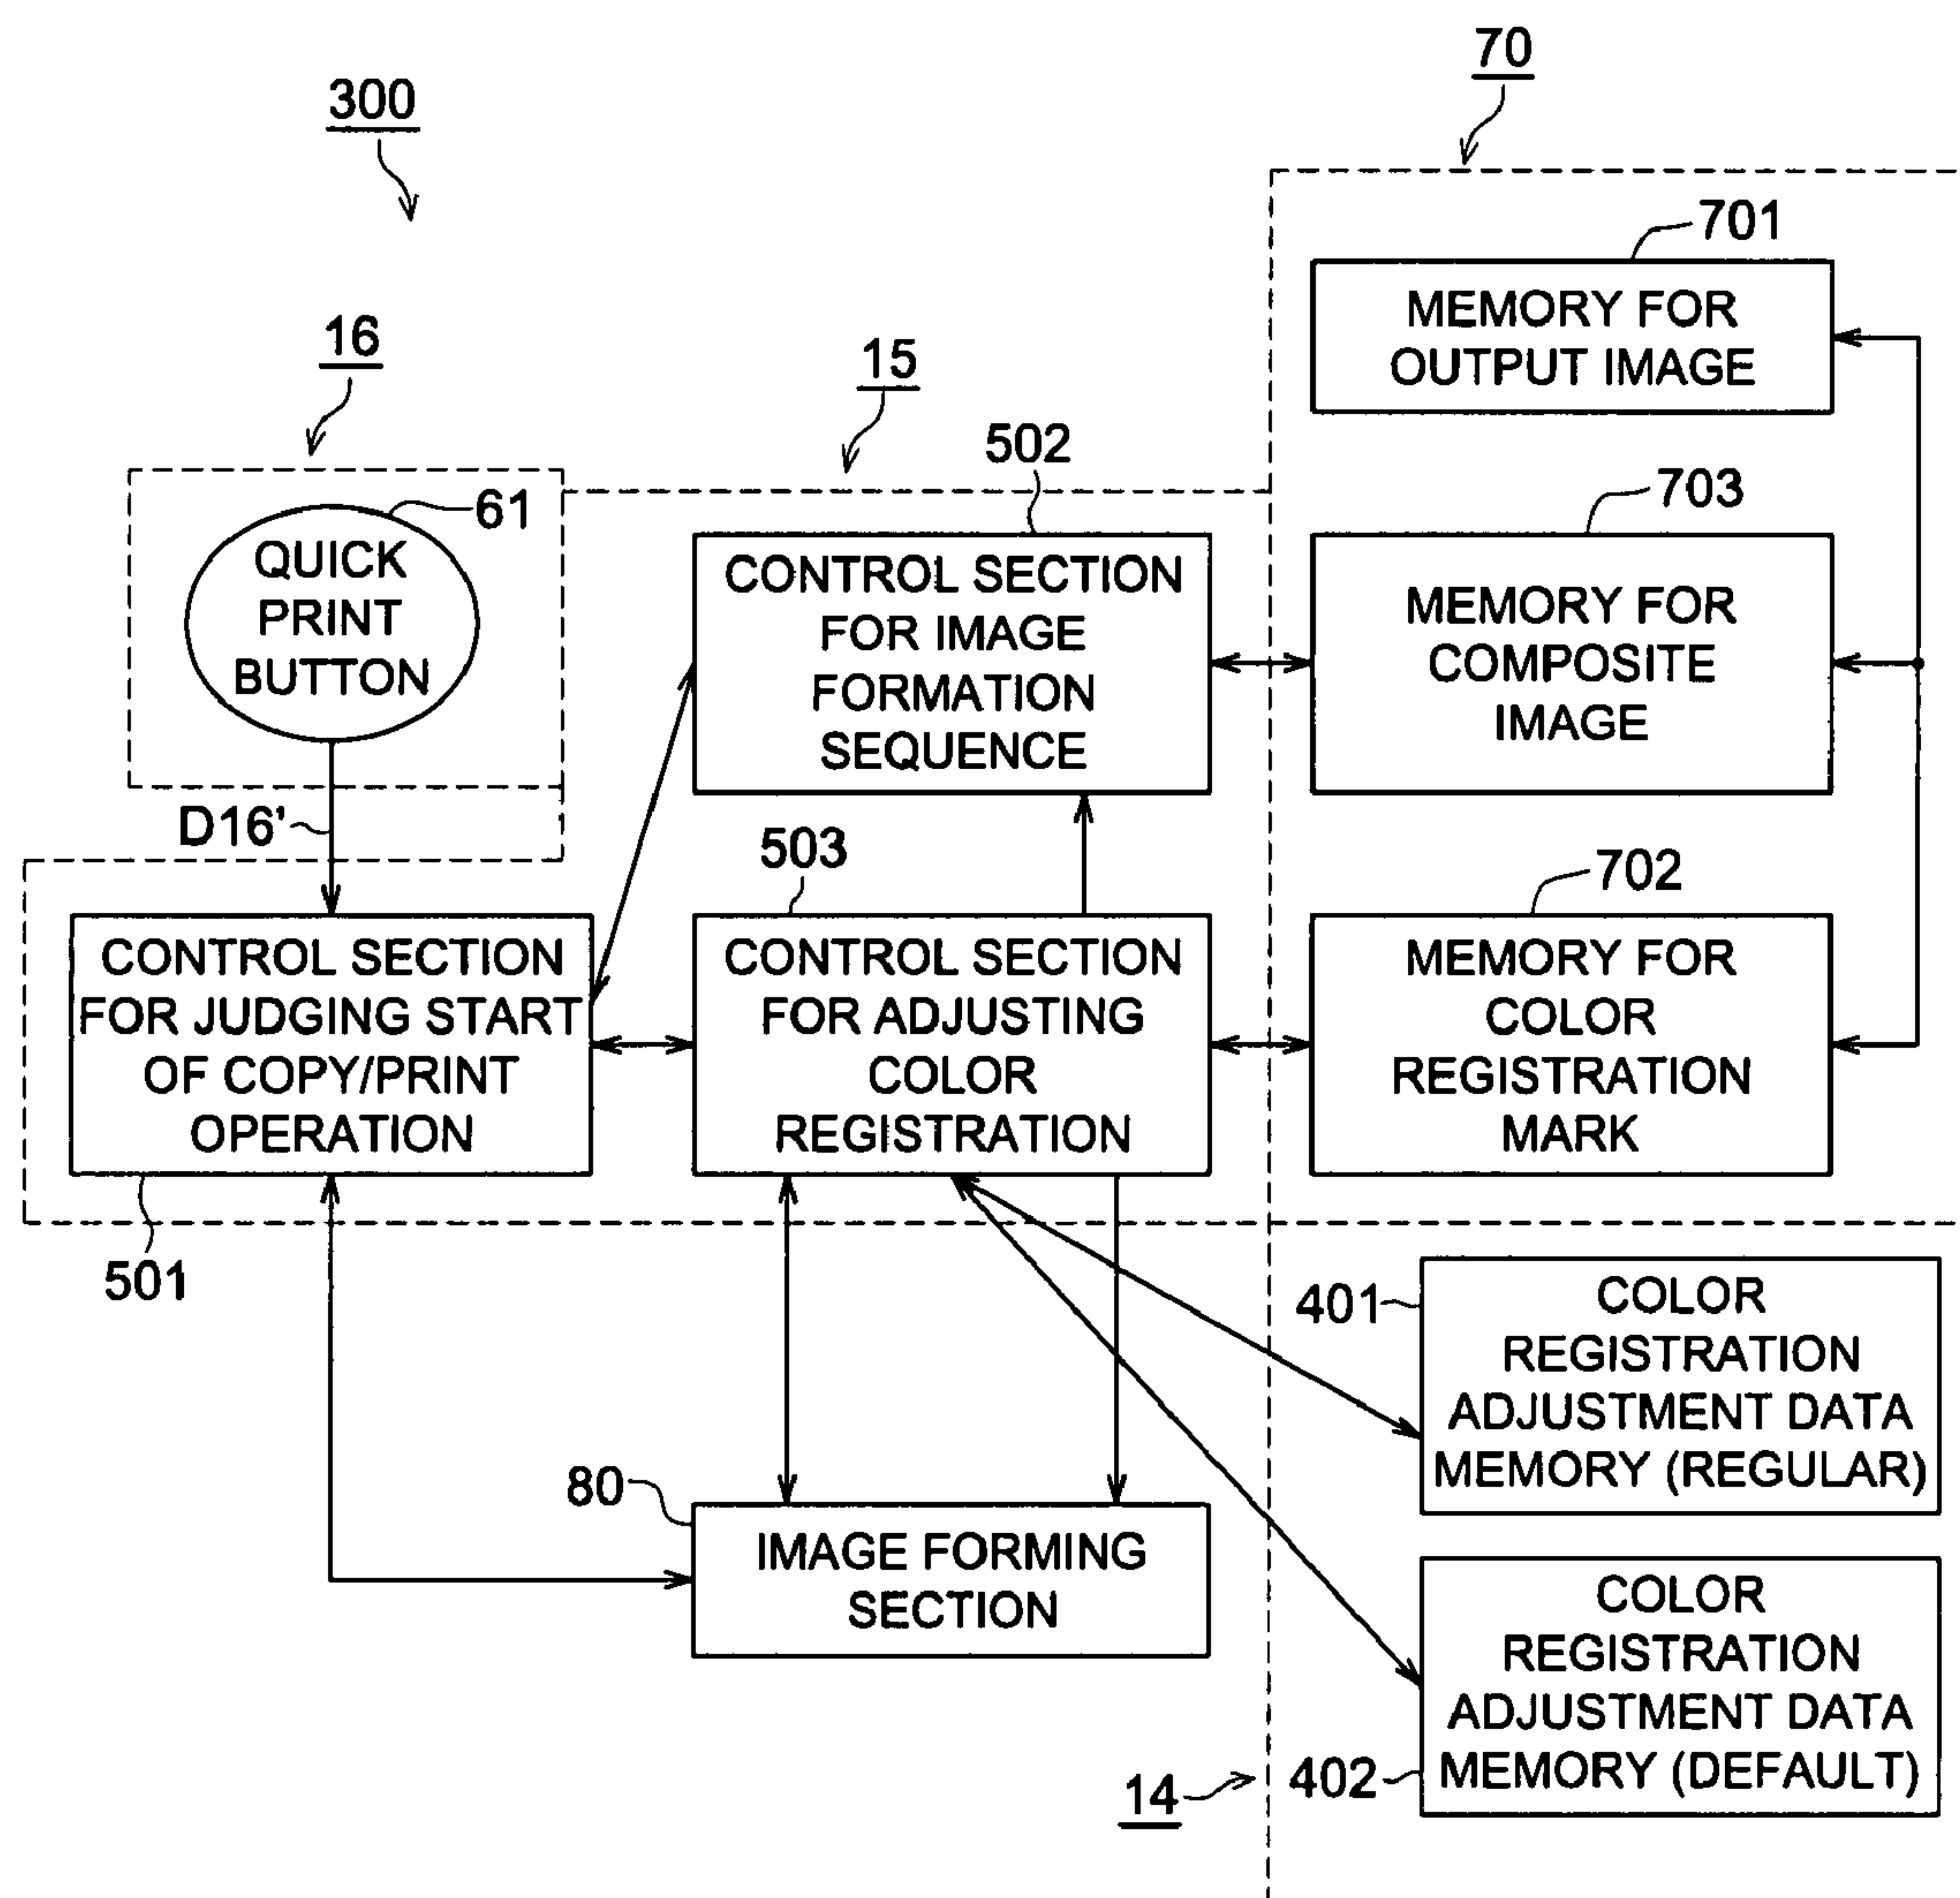 300
70
701
MEMORY FOR
OUTPUT IMAGE
16
15
502
703
61
QUICK
PRINT
BUTTON
CONTROL SECTION
FOR IMAGE
FORMATION
SEQUENCE
MEMORY FOR
COMPOSITE
IMAGE
D16'
503
702
CONTROL SECTION
FOR JUDGING START
OF COPY/PRINT
OPERATION
CONTROL SECTION
FOR ADJUSTING
COLOR
REGISTRATION
MEMORY FOR
COLOR
REGISTRATION
MARK
501
401
COLOR
REGISTRATION
ADJUSTMENT DATA
MEMORY (REGULAR)
80
IMAGE FORMING
SECTION
COLOR
REGISTRATION
ADJUSTMENT DATA
MEMORY (DEFAULT)
402
14